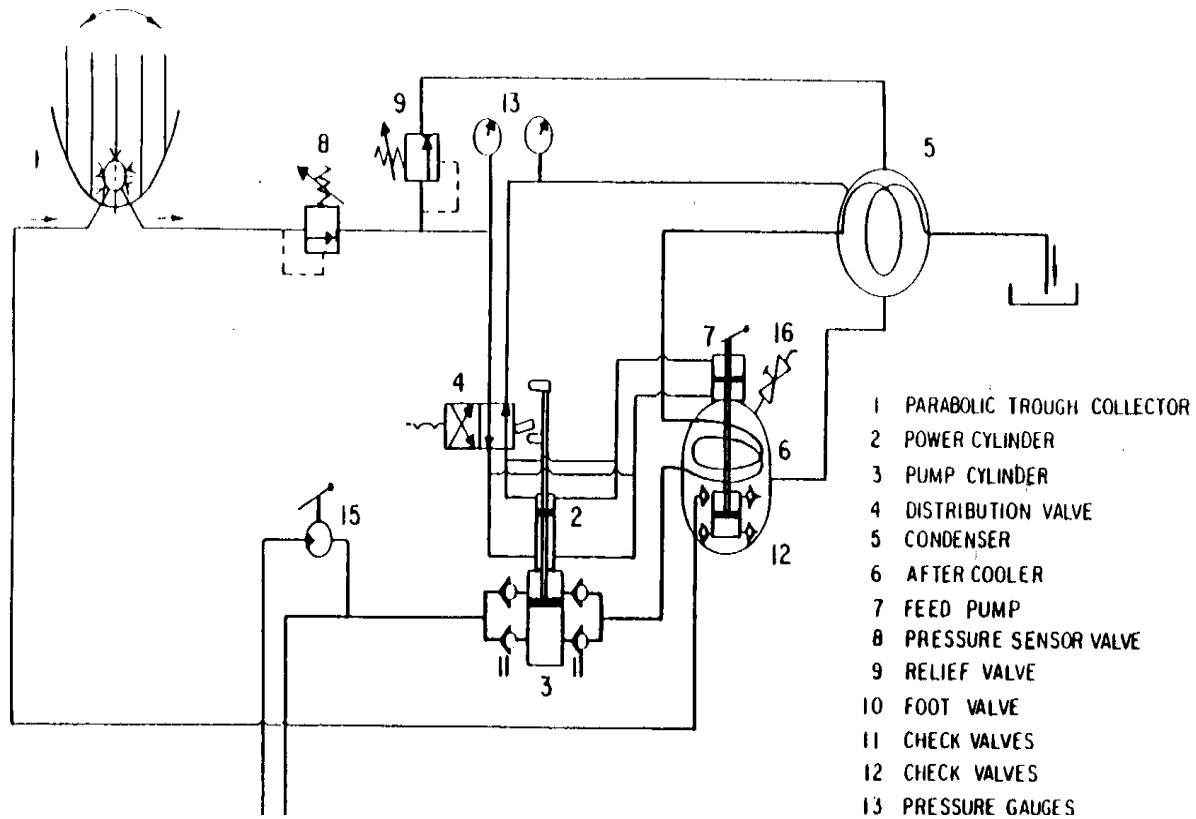 9
13
8
5
1
7
16
4
6
2
15
12
11
11
3
1 PARABOLIC TROUGH COLLECTOR
2 POWER CYLINDER
3 PUMP CYLINDER
4 DISTRIBUTION VALVE
5 CONDENSER
6 AFTER COOLER
7 FEED PUMP
8 PRESSURE SENSOR VALVE
9 RELIEF VALVE
10 FOOT VALVE
11 CHECK VALVES
12 CHECK VALVES
13 PRESSURE GAUGES